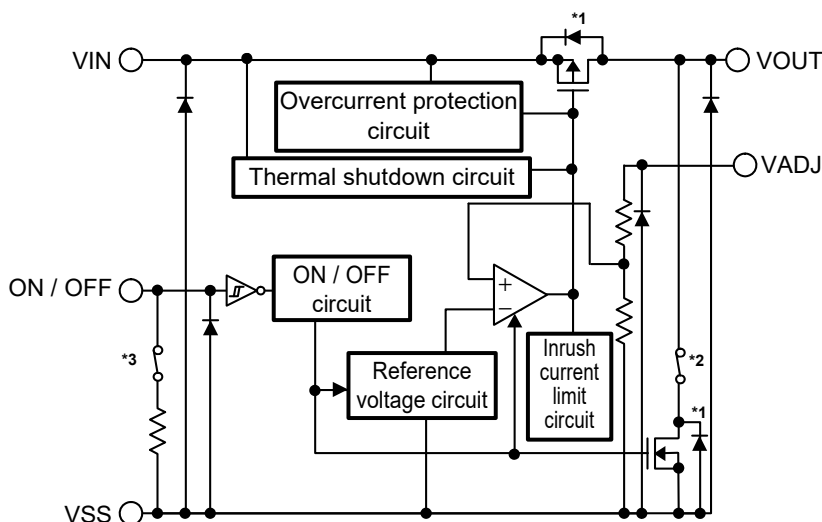 *1
VIN
VOUT
Overcurrent protection
circuit
Thermal shutdown circuit
VADJ
ON / OFF
ON / OFF
circuit
+
−
*3
Reference
voltage circuit
Inrush
current
limit
circuit
*2
*1
VSS